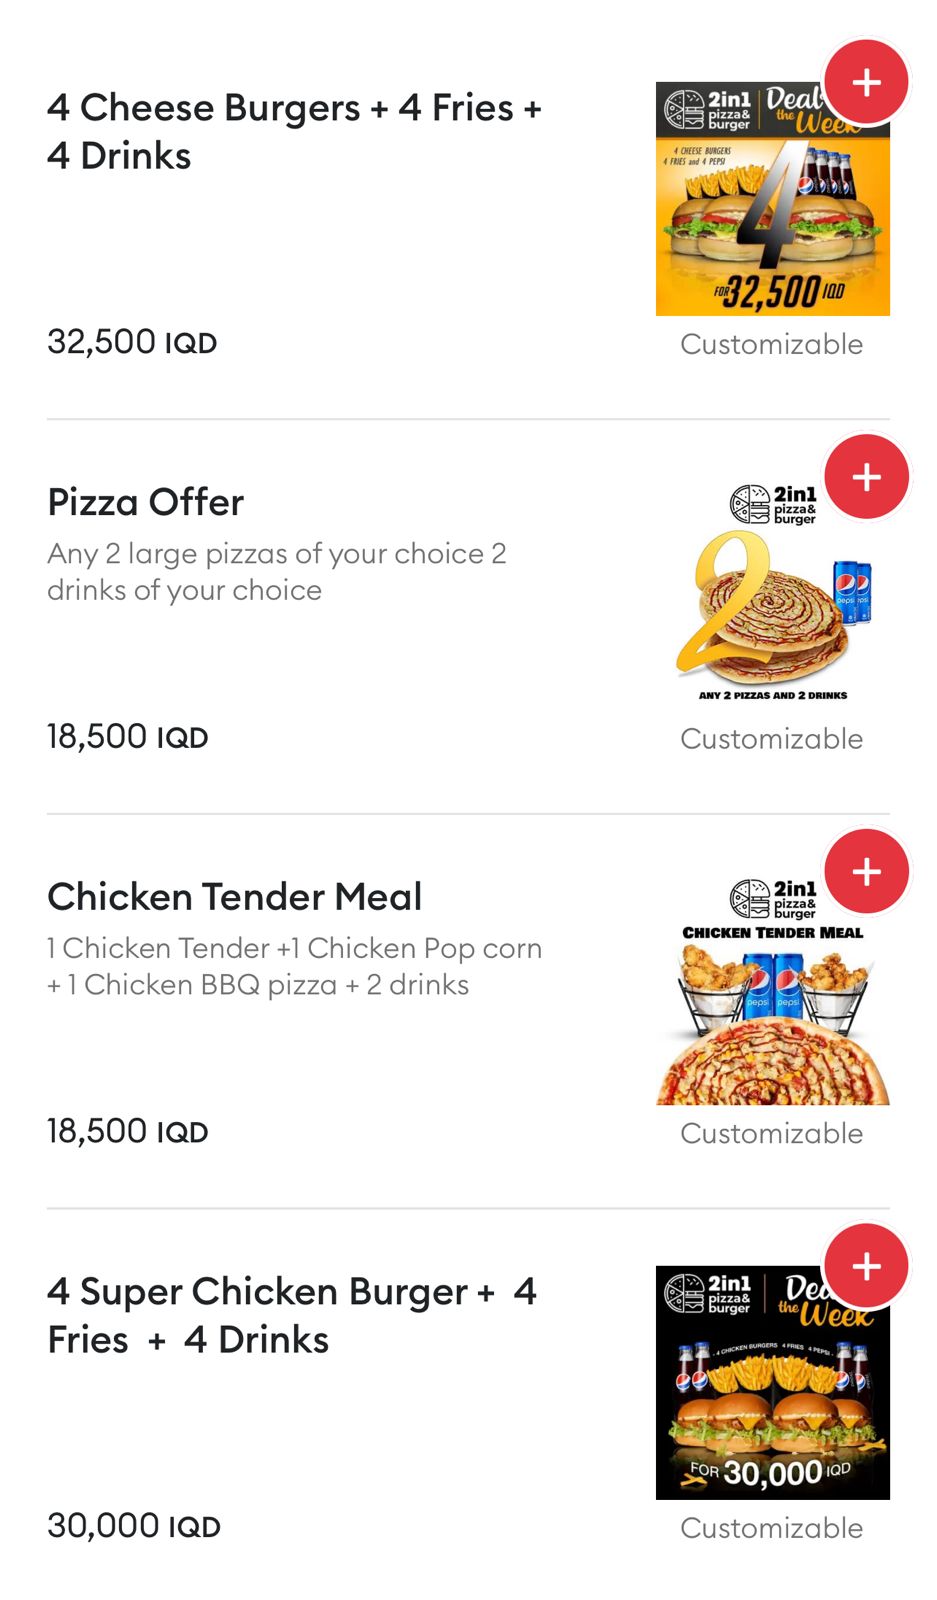 4 Cheese Burgers + 4 Fries +
4 Drinks
32,500 IQD
2in1
pizza&
burger
Deal
the
Week
4 CHEESE BURGERS
4 FRIES and 4 PEPSI
4
FOR 32,500 IQD
Customizable
Pizza Offer
Any 2 large pizzas of your choice 2
drinks of your choice
18,500 IQD
2in1
pizza&
burger
2
pepsi
ANY 2 PIZZAS AND 2 DRINKS
Customizable
Chicken Tender Meal
1 Chicken Tender +1 Chicken Pop corn
+ 1 Chicken BBQ pizza + 2 drinks
18,500 IQD
2in1
pizza&
burger
CHICKEN TENDER MEAL
pepsi pepsi
Customizable
4 Super Chicken Burger +  4
Fries  +  4 Drinks
30,000 IQD
2in1
pizza&
burger
the
Week
4 CHICKEN BURGERS 4 FRIES 4 PEPSI
FOR 30,000 IQD
Customizable